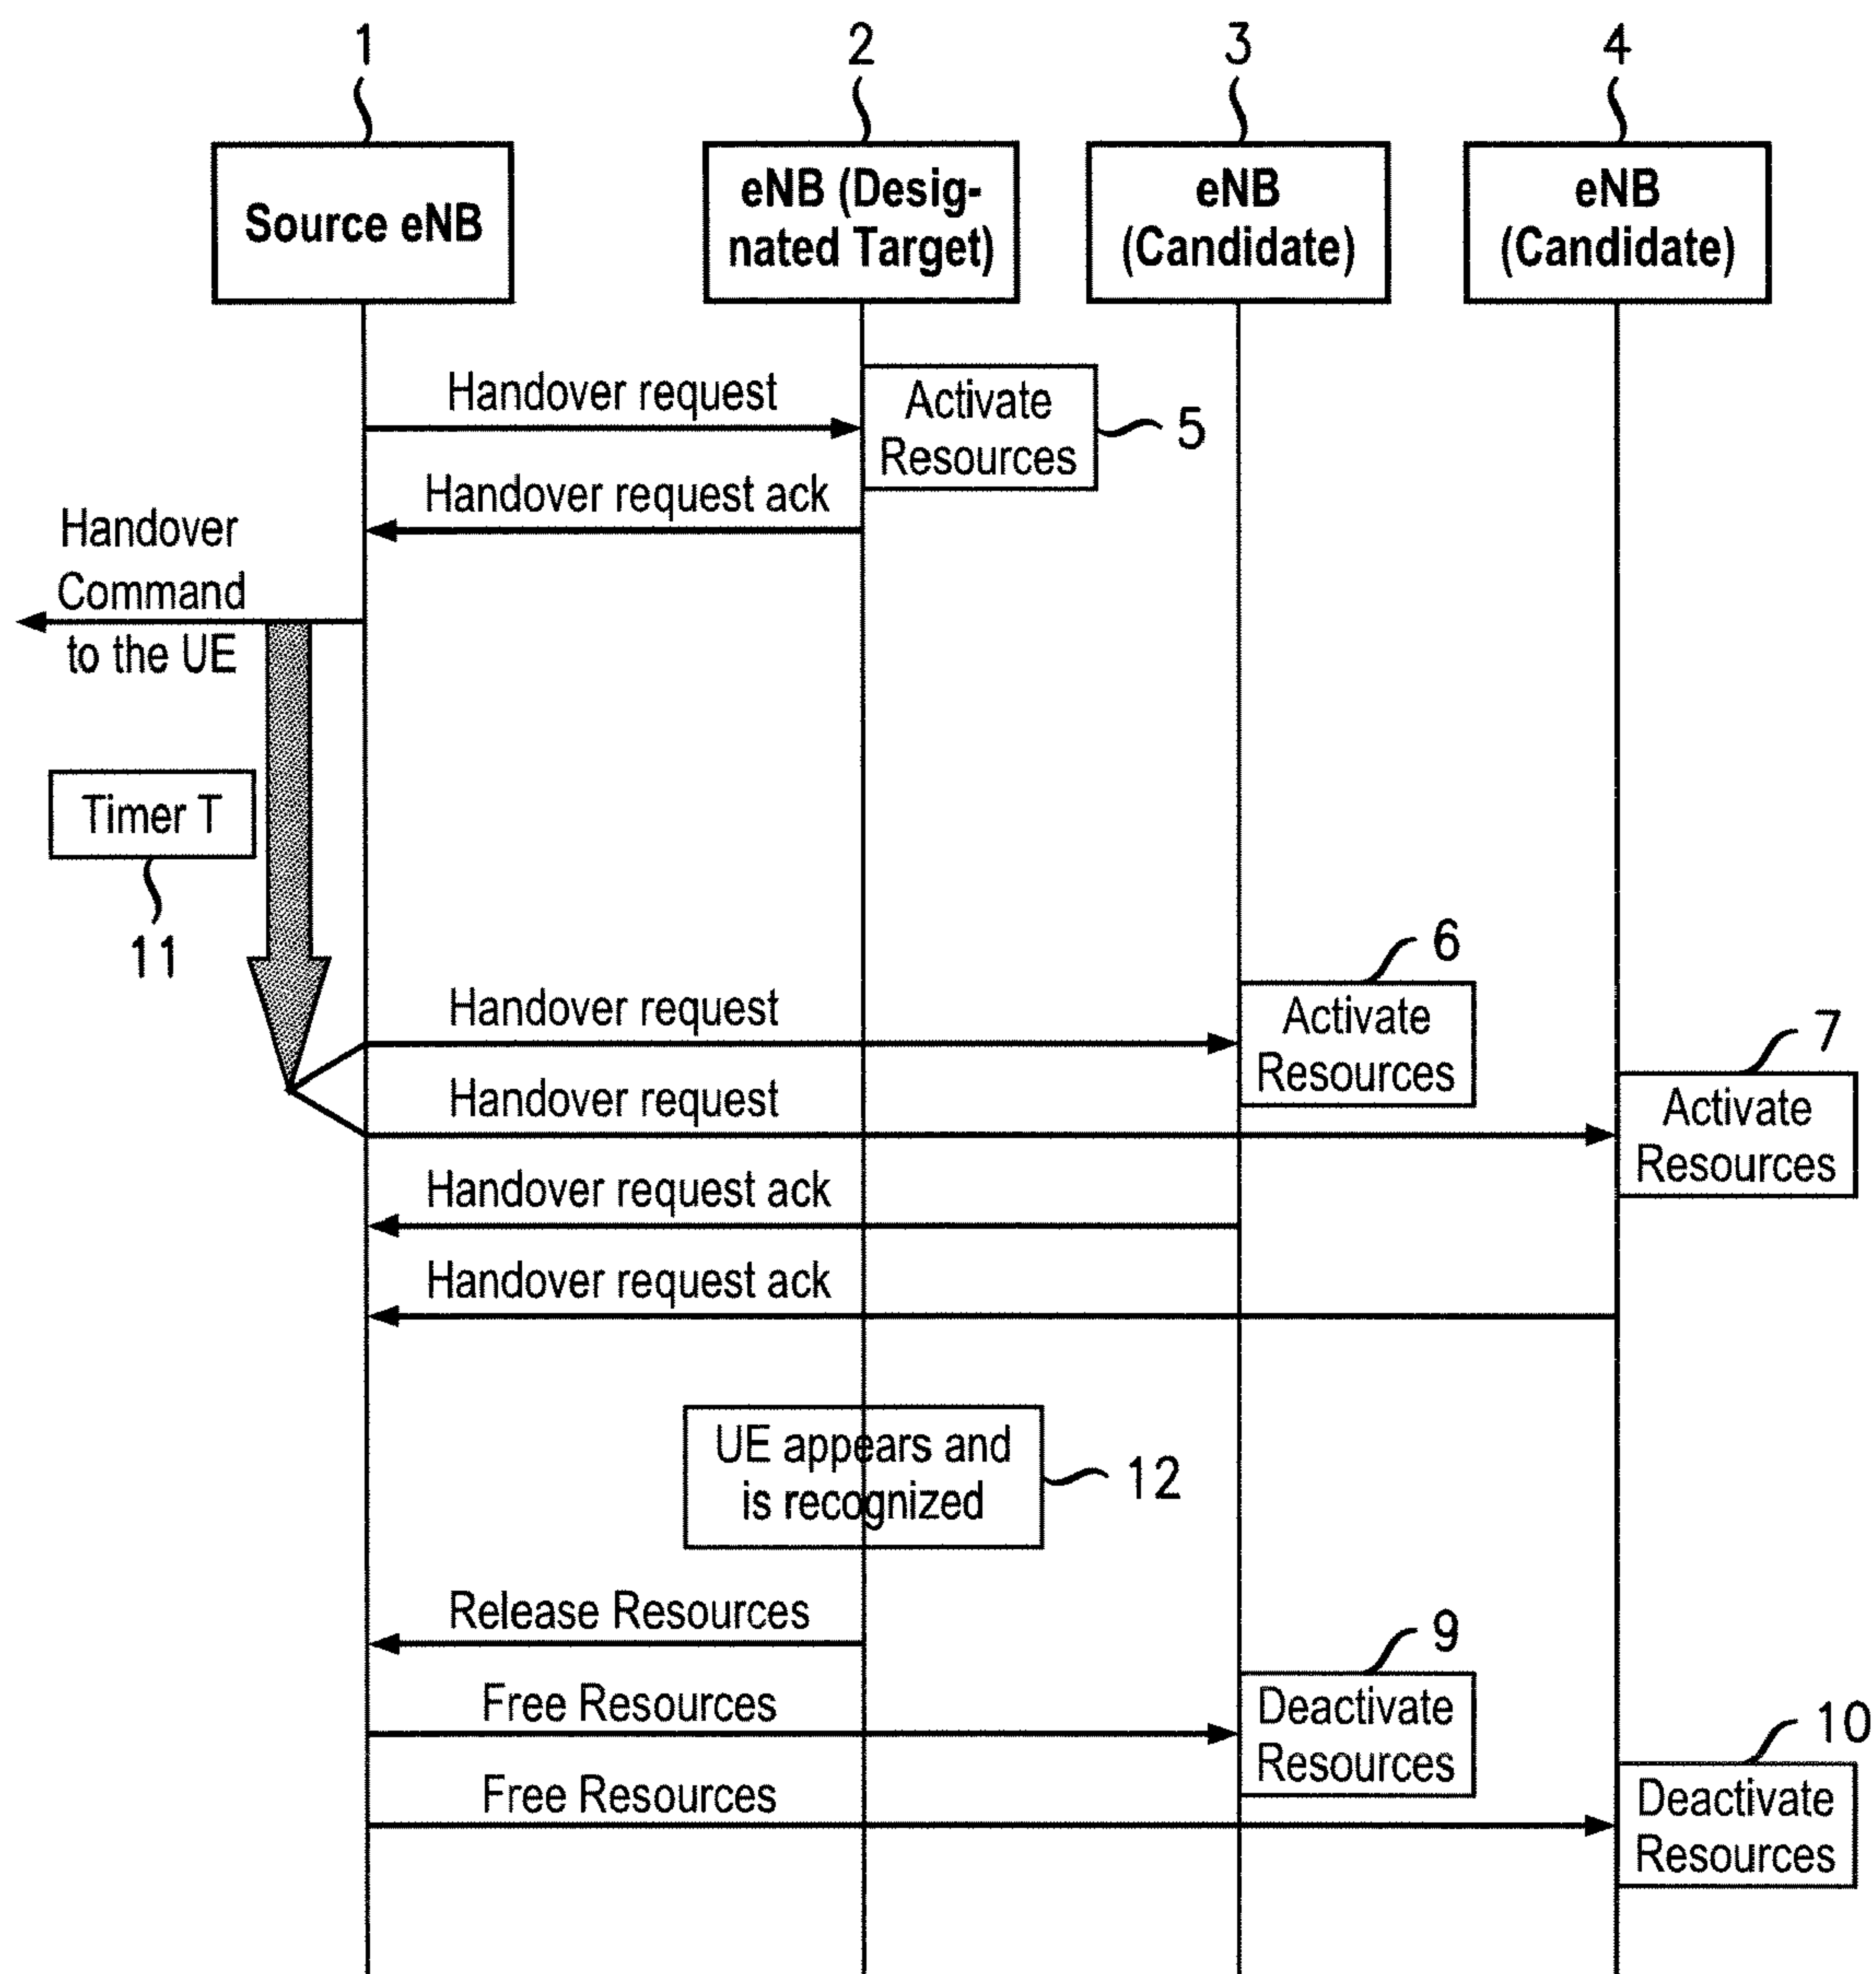 1
2
3
4
Source eNB
eNB (Desig-
nated Target)
eNB
(Candidate)
eNB
(Candidate)
Handover request
Activate
Resources
5
Handover request ack
Handover
Command
to the UE
Timer T
11
6
Handover request
Activate
Resources
7
Handover request
Activate
Resources
Handover request ack
Handover request ack
UE appears and
is recognized
12
Release Resources
9
Free Resources
Deactivate
Resources
10
Free Resources
Deactivate
Resources